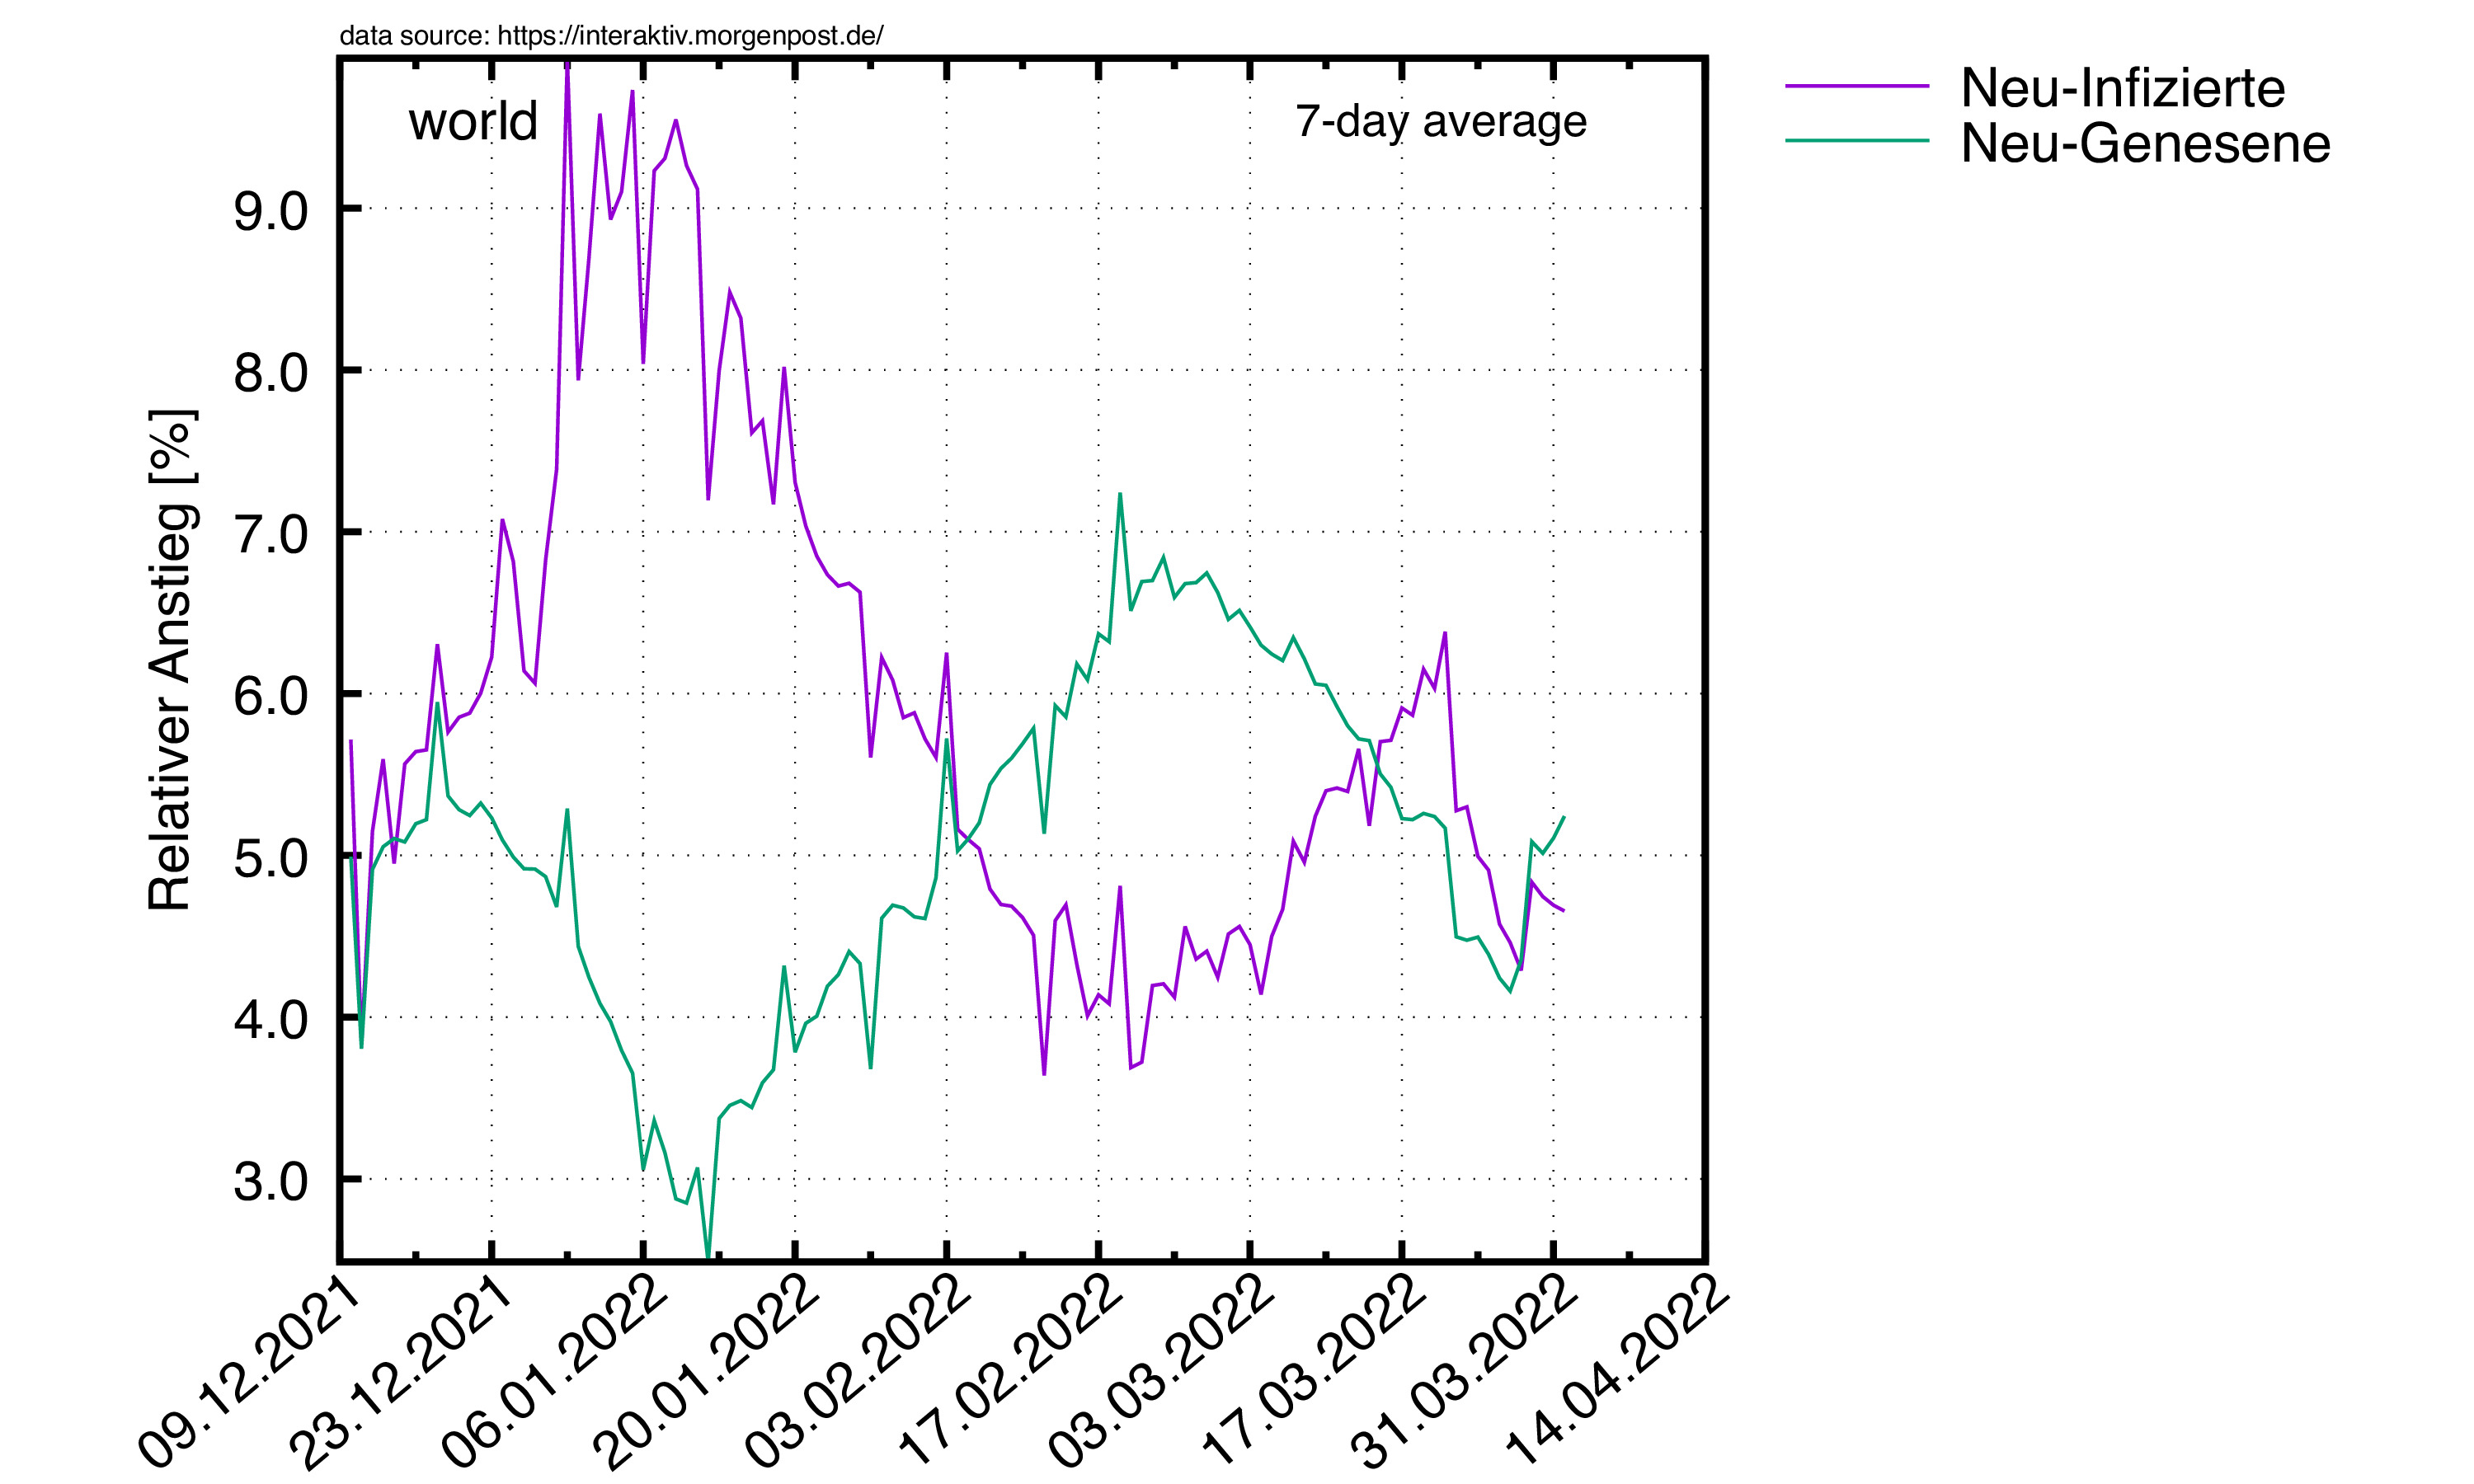 data source: https://interaktiv.morgenpost.de/
world
7-day average
Neu-Infizierte
Neu-Genesene
Relativer Anstieg [%]
9.0
8.0
7.0
6.0
5.0
4.0
3.0
09.12.2021
23.12.2021
06.01.2022
20.01.2022
03.02.2022
17.02.2022
03.03.2022
17.03.2022
31.03.2022
14.04.2022